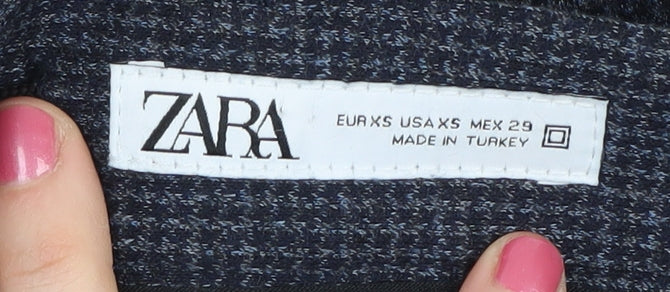 ZARA
EUR XS USA XS MEX 29
MADE IN TURKEY